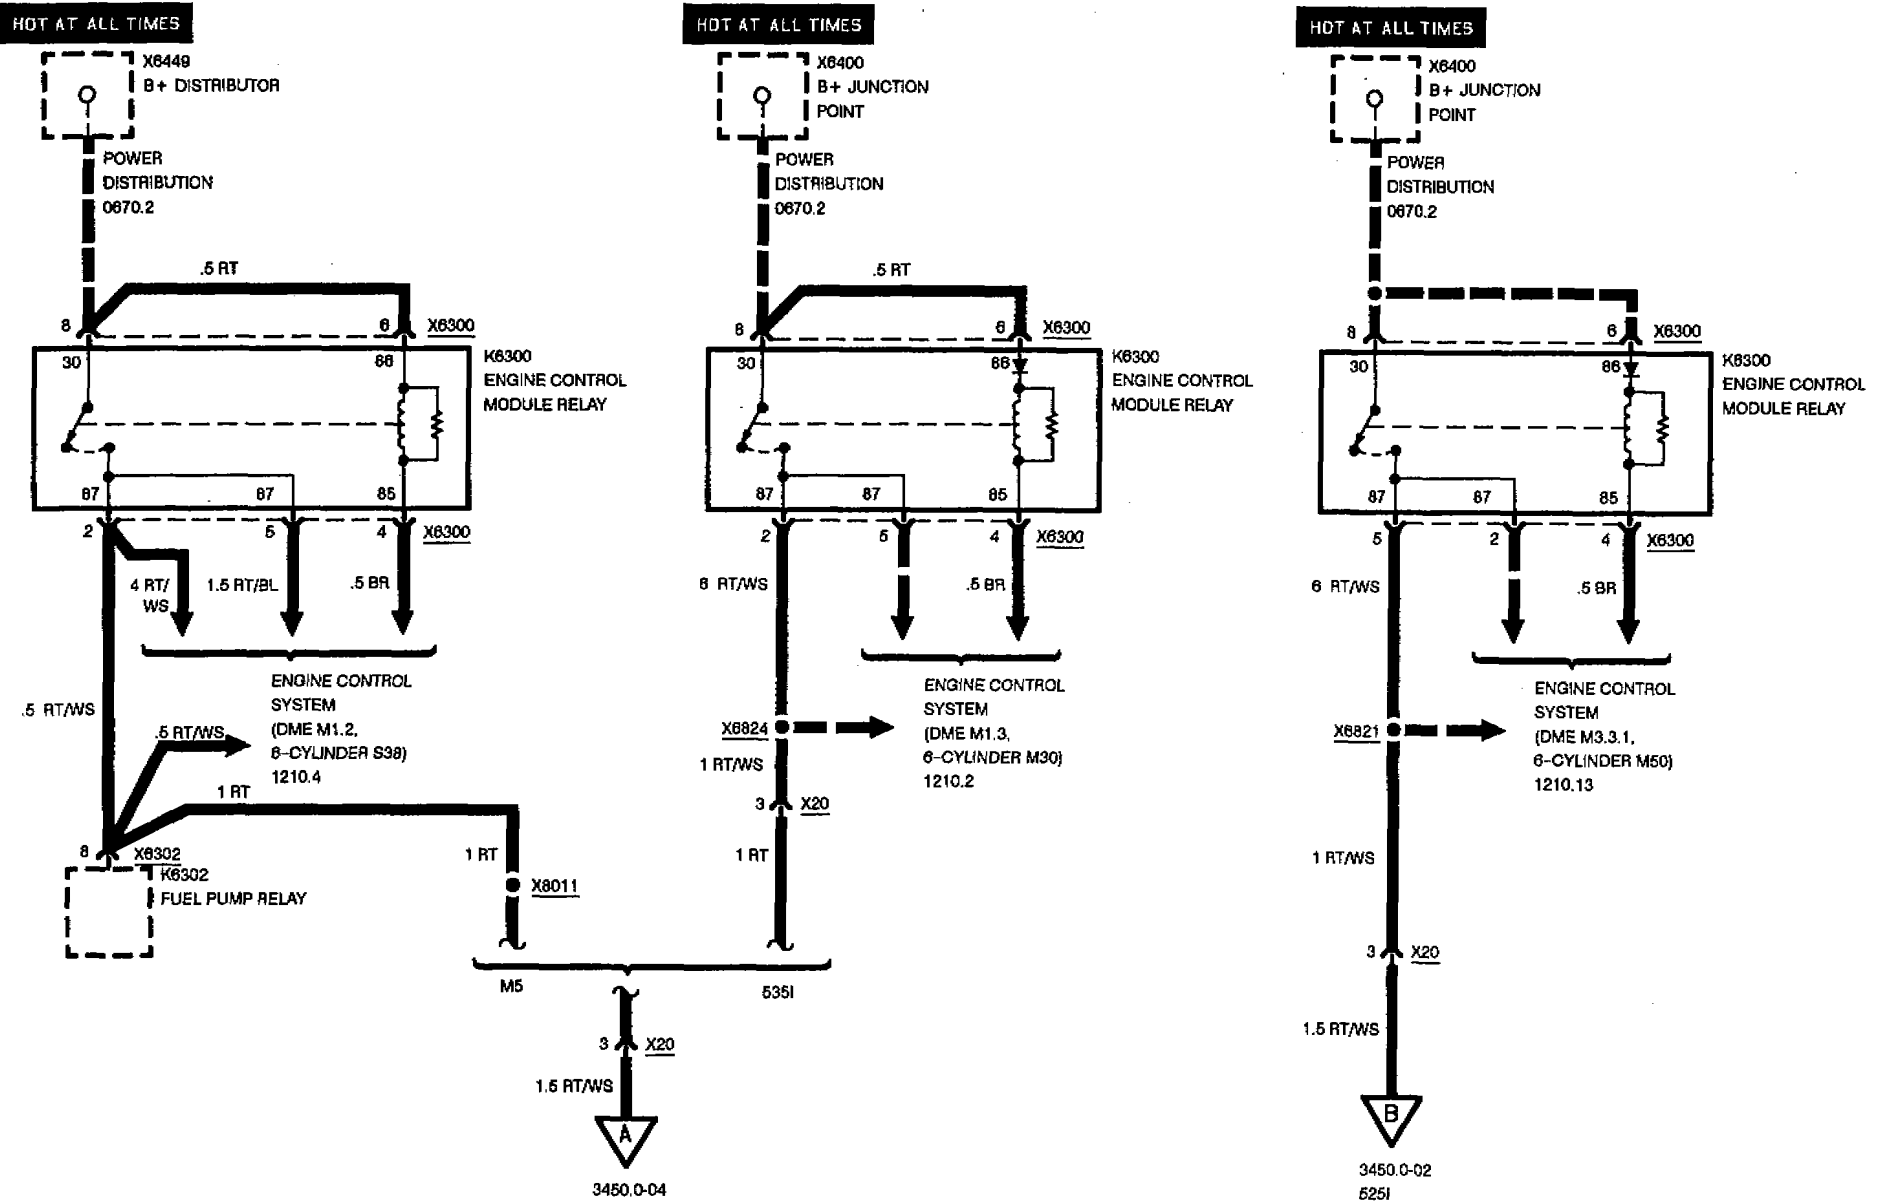 HOT AT ALL TIMES
X6449
B+ DISTRIBUTOR
POWER
DISTRIBUTION
0670.2
.5 RT
8
6
X6300
30
86
K6300
ENGINE CONTROL
MODULE RELAY
87
87
85
2
5
4
X6300
4 RT/
WS
1.5 RT/BL
.5 BR
ENGINE CONTROL
SYSTEM
(DME M1.2,
6-CYLINDER S38)
1210.4
.5 RT/WS
.5 RT/WS
1 RT
8
X6302
K6302
FUEL PUMP RELAY
1 RT
X8011
M5
HOT AT ALL TIMES
X6400
B+ JUNCTION
POINT
POWER
DISTRIBUTION
0670.2
.5 RT
8
6
X6300
30
86
K6300
ENGINE CONTROL
MODULE RELAY
87
87
85
2
5
4
X6300
6 RT/WS
.5 BR
ENGINE CONTROL
SYSTEM
(DME M1.3,
6-CYLINDER M30)
1210.2
X6824
1 RT/WS
3
X20
1 RT
535I
3
X20
1.5 RT/WS
A
3450.0-04
HOT AT ALL TIMES
X6400
B+ JUNCTION
POINT
POWER
DISTRIBUTION
0670.2
8
6
X6300
30
86
K6300
ENGINE CONTROL
MODULE RELAY
87
87
85
5
2
4
X6300
6 RT/WS
.5 BR
ENGINE CONTROL
SYSTEM
(DME M3.3.1,
6-CYLINDER M50)
1210.13
X6821
1 RT/WS
3
X20
1.5 RT/WS
B
3450.0-02
525I